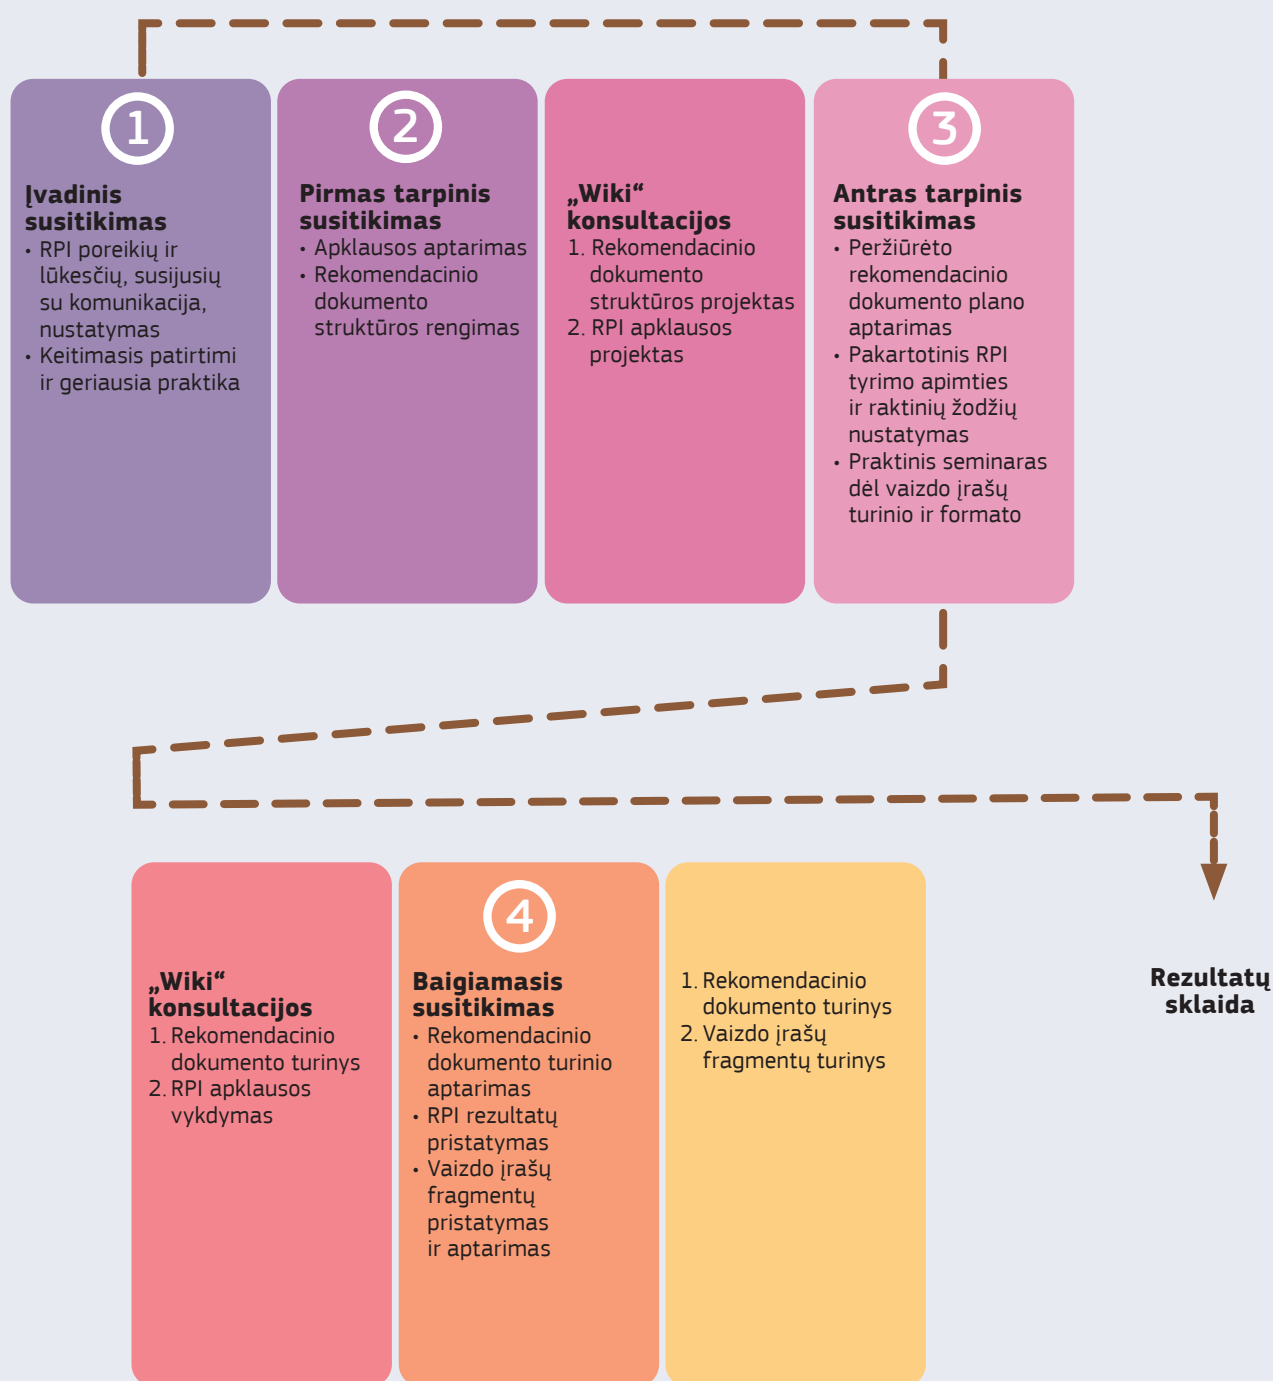 1
Įvadinis
susitikimas
• RPI poreikių ir
lūkesčių, susijusių
su komunikacija,
nustatymas
• Keitimasis patirtimi
ir geriausia praktika
2
Pirmas tarpinis
susitikimas
• Apklausos aptarimas
• Rekomendacinio
dokumento
struktūros rengimas
„Wiki“
konsultacijos
1. Rekomendacinio
dokumento
struktūros projektas
2. RPI apklausos
projektas
3
Antras tarpinis
susitikimas
• Peržiūrėto
rekomendacinio
dokumento plano
aptarimas
• Pakartotinis RPI
tyrimo apimties
ir raktinių žodžių
nustatymas
• Praktinis seminaras
dėl vaizdo įrašų
turinio ir formato
„Wiki“
konsultacijos
1. Rekomendacinio
dokumento turinys
2. RPI apklausos
vykdymas
4
Baigiamasis
susitikimas
• Rekomendacinio
dokumento turinio
aptarimas
• RPI rezultatų
pristatymas
• Vaizdo įrašų
fragmentų
pristatymas
ir aptarimas
1. Rekomendacinio
dokumento turinys
2. Vaizdo įrašų
fragmentų turinys
Rezultatų
sklaida